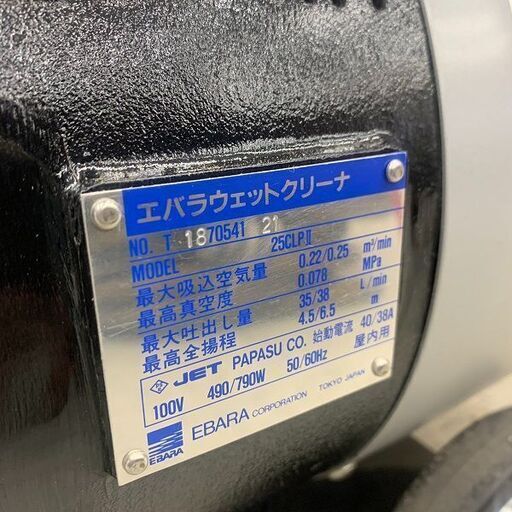 エバラウェットクリーナ
NO. T 1870541 21
MODEL 25CLPⅡ
最大吸込空気量 0.22/0.25 m³/min
最高真空度 0.078 MPa
最大吐出し量 35/38 L/min
最高全揚程 4.5/6.5 m
JET PAPASU CO. 始動電流 40/38A
100V 490/790W 50/60Hz 屋内用
EBARA EBARA CORPORATION TOKYO JAPAN